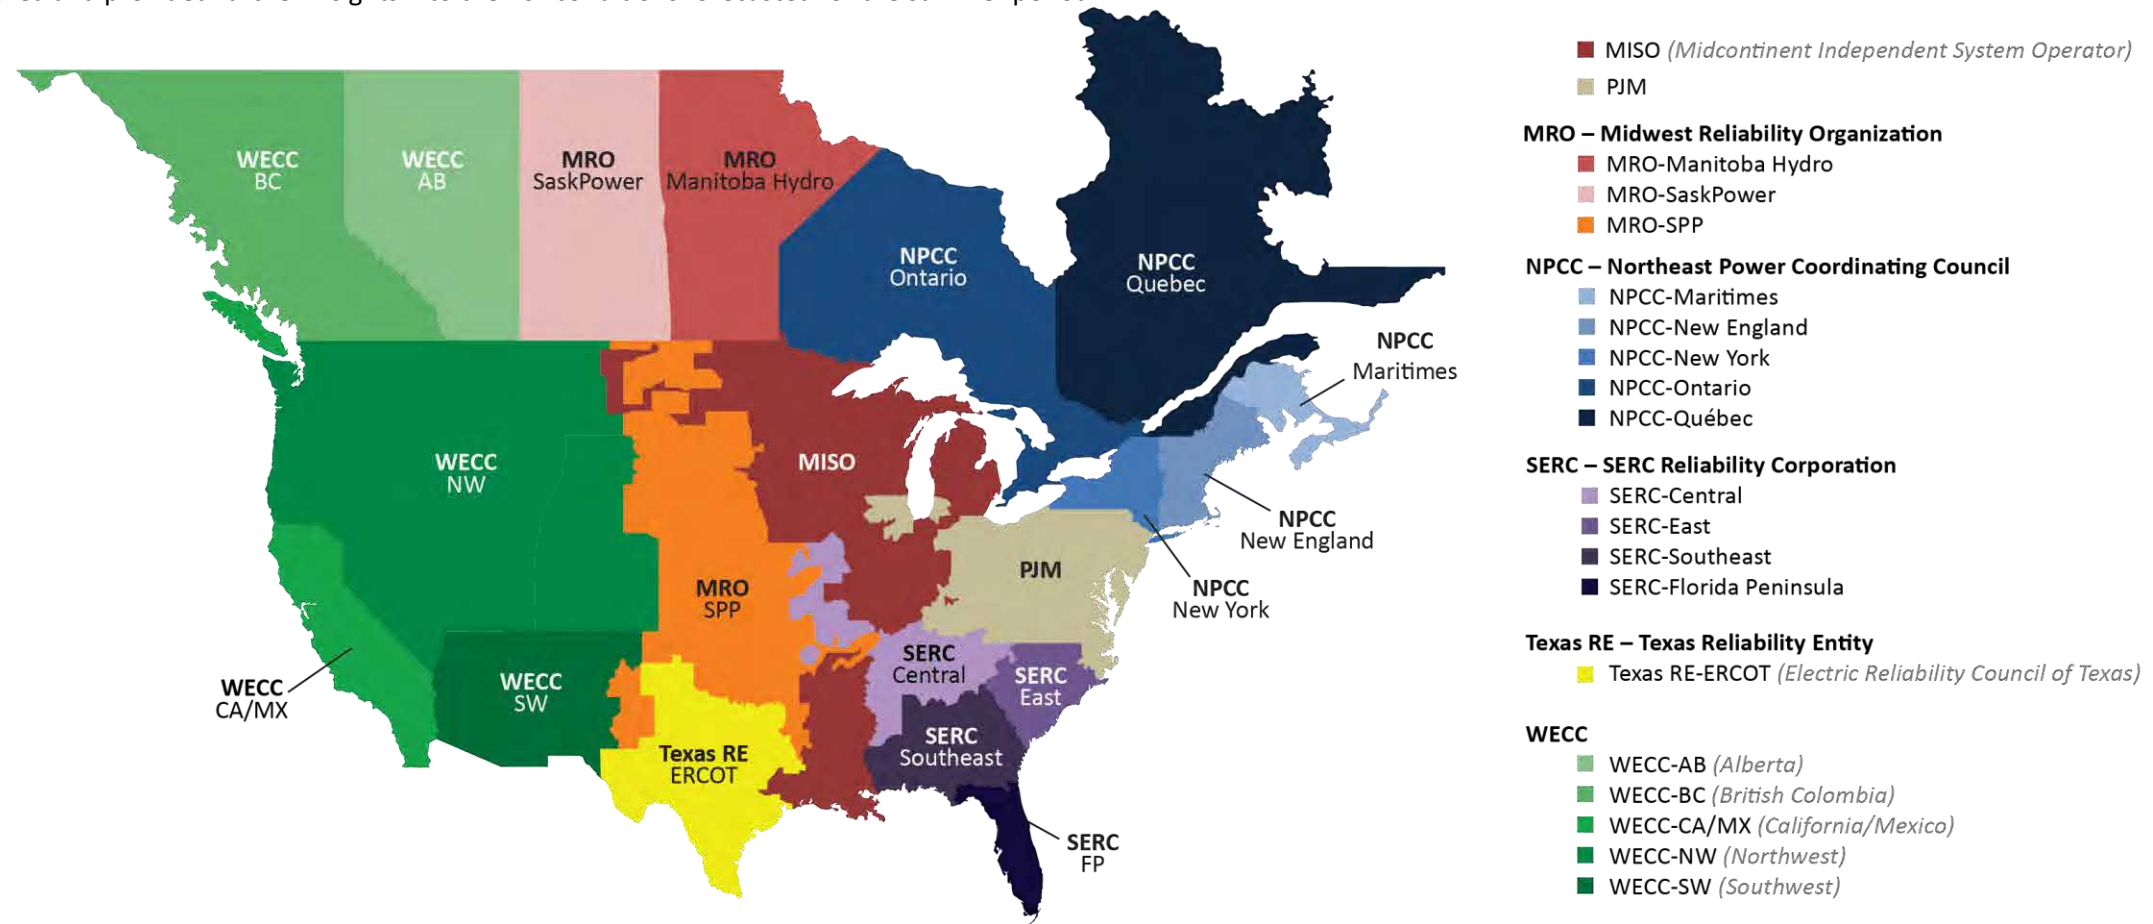 WECC
BC
WECC
AB
MRO
SaskPower
MRO
Manitoba Hydro
NPCC
Ontario
NPCC
Quebec
NPCC
Maritimes
WECC
NW
MISO
NPCC
New England
NPCC
New York
PJM
MRO
SPP
WECC
CA/MX
WECC
SW
SERC
Central
SERC
East
SERC
Southeast
Texas RE
ERCOT
SERC
FP
MISO (Midcontinent Independent System Operator)
PJM
MRO – Midwest Reliability Organization
MRO-Manitoba Hydro
MRO-SaskPower
MRO-SPP
NPCC – Northeast Power Coordinating Council
NPCC-Maritimes
NPCC-New England
NPCC-New York
NPCC-Ontario
NPCC-Québec
SERC – SERC Reliability Corporation
SERC-Central
SERC-East
SERC-Southeast
SERC-Florida Peninsula
Texas RE – Texas Reliability Entity
Texas RE-ERCOT (Electric Reliability Council of Texas)
WECC
WECC-AB (Alberta)
WECC-BC (British Colombia)
WECC-CA/MX (California/Mexico)
WECC-NW (Northwest)
WECC-SW (Southwest)